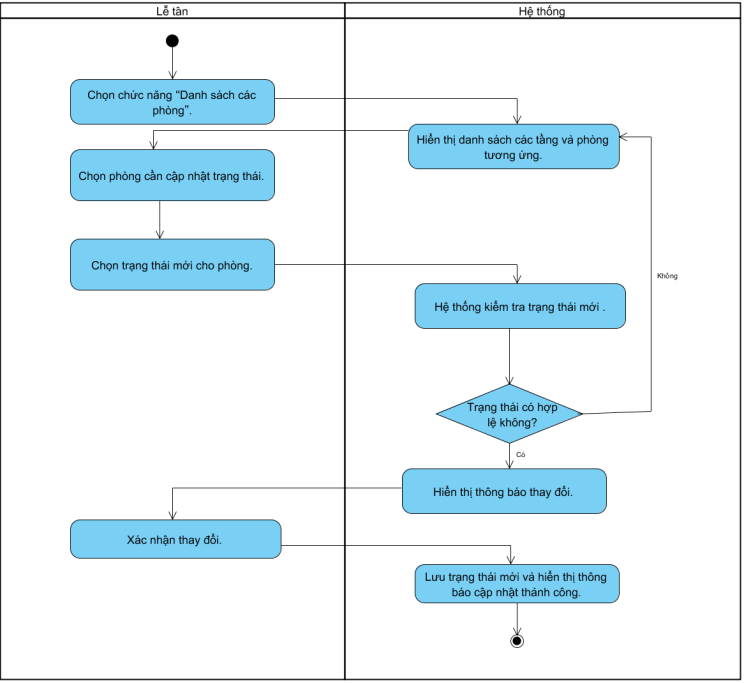 Lễ tân
Hệ thống
Chọn chức năng "Danh sách các
phòng".
Hiển thị danh sách các tầng và phòng
tương ứng.
Chọn phòng cần cập nhật trạng thái.
Chọn trạng thái mới cho phòng.
Không
Hệ thống kiểm tra trạng thái mới .
Trạng thái có hợp
lệ không?
Có
Hiển thị thông báo thay đổi.
Xác nhận thay đổi.
Lưu trạng thái mới và hiển thị thông
báo cập nhật thành công.